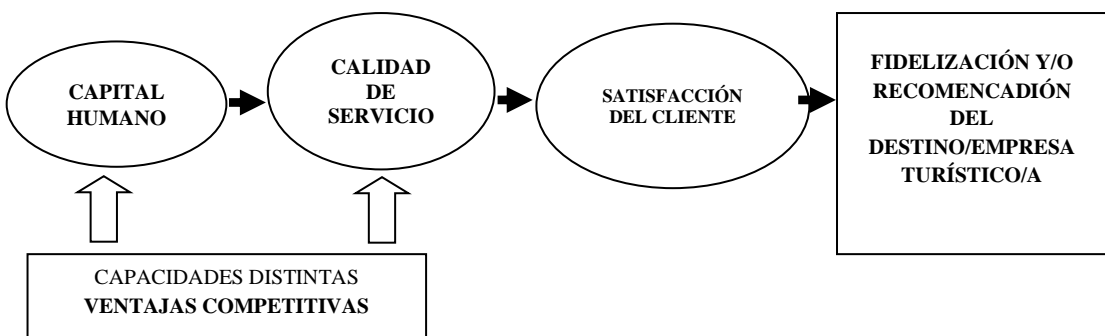 CAPITAL
HUMANO
CALIDAD
DE
SERVICIO
SATISFACCIÓN
DEL CLIENTE
FIDELIZACIÓN Y/O
RECOMENCADIÓN
DEL
DESTINO/EMPRESA
TURÍSTICO/A
CAPACIDADES DISTINTAS
VENTAJAS COMPETITIVAS